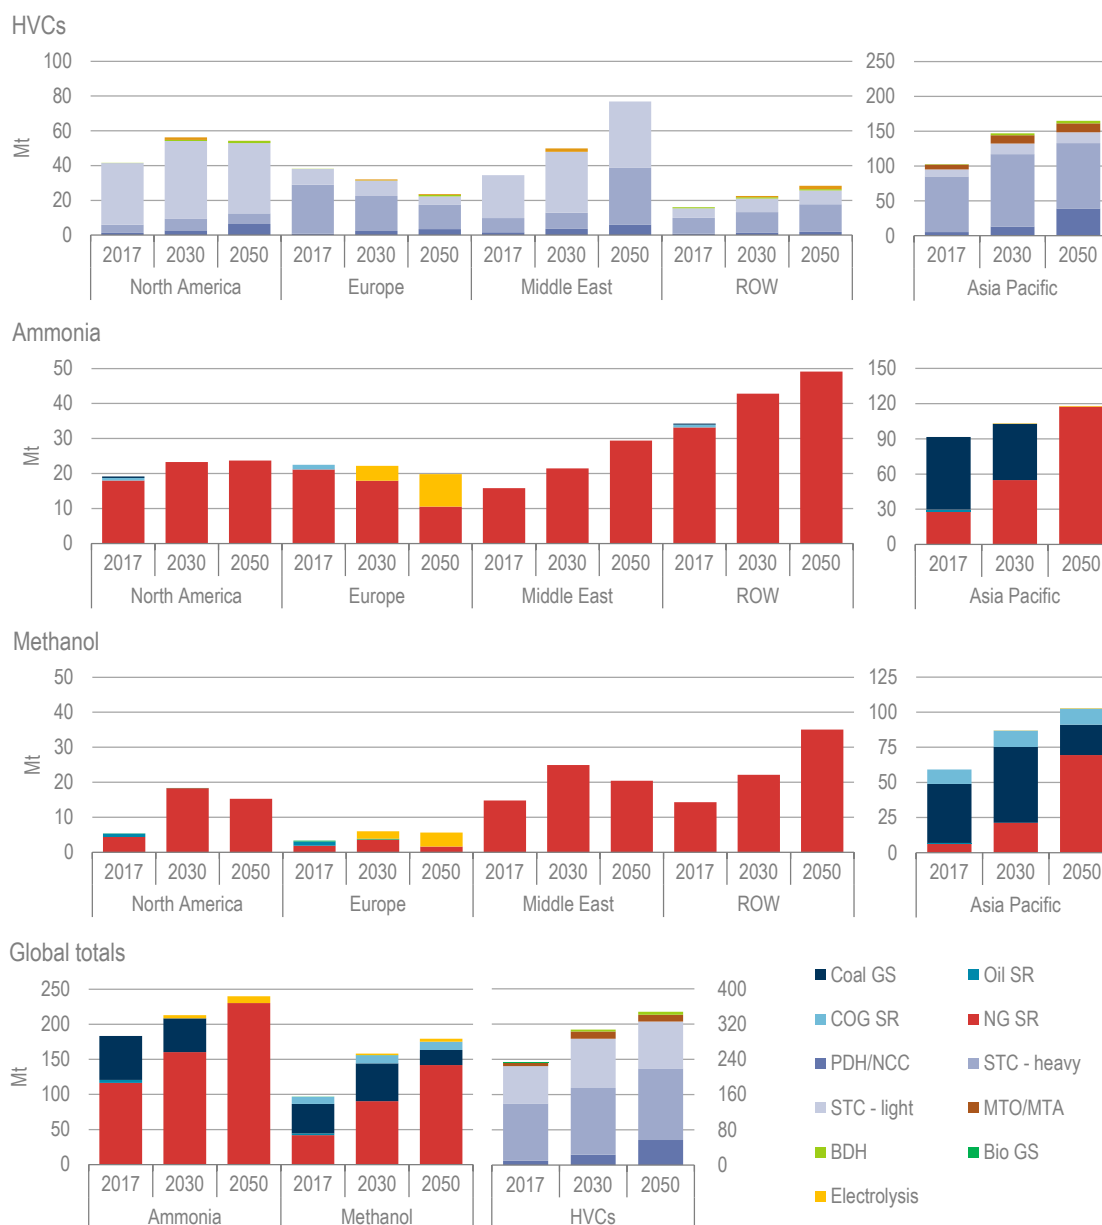 HVCs
100
80
60
40
20
0
Mt
250
200
150
100
50
0
2017 2030 2050 2017 2030 2050 2017 2030 2050 2017 2030 2050 2017 2030 2050
North America Europe Middle East ROW Asia Pacific
Ammonia
50
40
30
20
10
0
Mt
150
120
90
60
30
0
2017 2030 2050 2017 2030 2050 2017 2030 2050 2017 2030 2050 2017 2030 2050
North America Europe Middle East ROW Asia Pacific
Methanol
50
40
30
20
10
0
Mt
125
100
75
50
25
0
2017 2030 2050 2017 2030 2050 2017 2030 2050 2017 2030 2050 2017 2030 2050
North America Europe Middle East ROW Asia Pacific
Global totals
250
200
150
100
50
0
Mt
400
320
240
160
80
0
2017 2030 2050 2017 2030 2050 2017 2030 2050
Ammonia Methanol HVCs
Coal GS Oil SR
COG SR NG SR
PDH/NCC STC - heavy
STC - light MTO/MTA
BDH Bio GS
Electrolysis